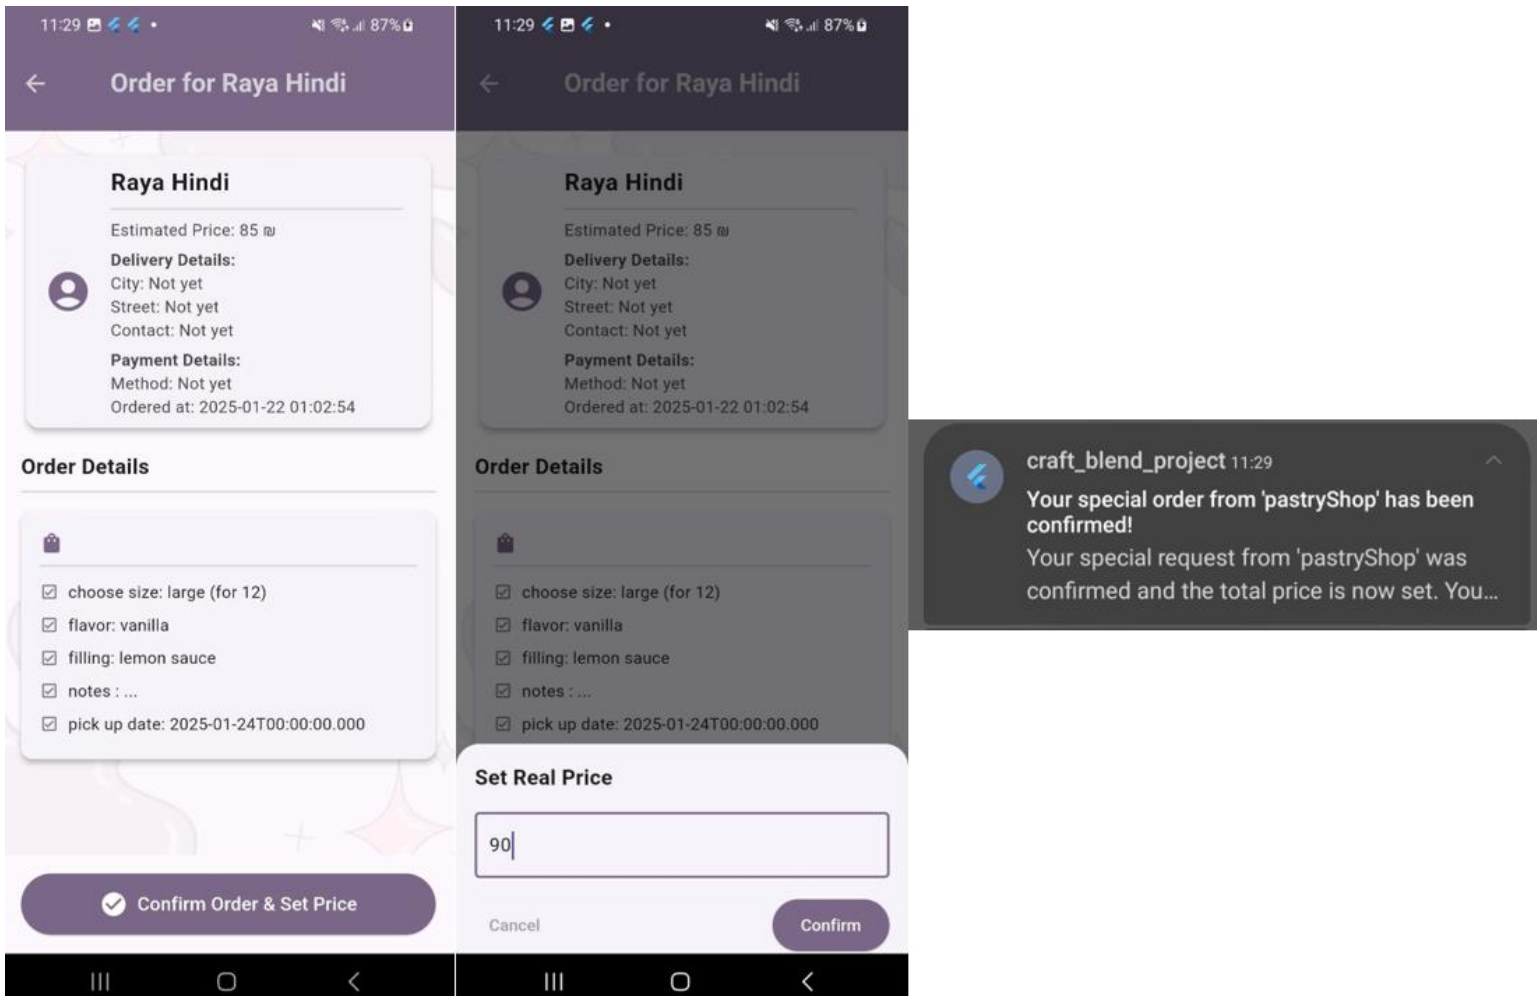 11:29
87%
Order for Raya Hindi
Raya Hindi
Estimated Price: 85 ₪
Delivery Details:
City: Not yet
Street: Not yet
Contact: Not yet
Payment Details:
Method: Not yet
Ordered at: 2025-01-22 01:02:54
Order Details
choose size: large (for 12)
flavor: vanilla
filling: lemon sauce
notes : ...
pick up date: 2025-01-24T00:00:00.000
Confirm Order & Set Price
11:29
87%
Order for Raya Hindi
Raya Hindi
Estimated Price: 85 ₪
Delivery Details:
City: Not yet
Street: Not yet
Contact: Not yet
Payment Details:
Method: Not yet
Ordered at: 2025-01-22 01:02:54
Order Details
choose size: large (for 12)
flavor: vanilla
filling: lemon sauce
notes : ...
pick up date: 2025-01-24T00:00:00.000
Set Real Price
90
Cancel
Confirm
craft_blend_project 11:29
Your special order from 'pastryShop' has been
confirmed!
Your special request from 'pastryShop' was
confirmed and the total price is now set. You...